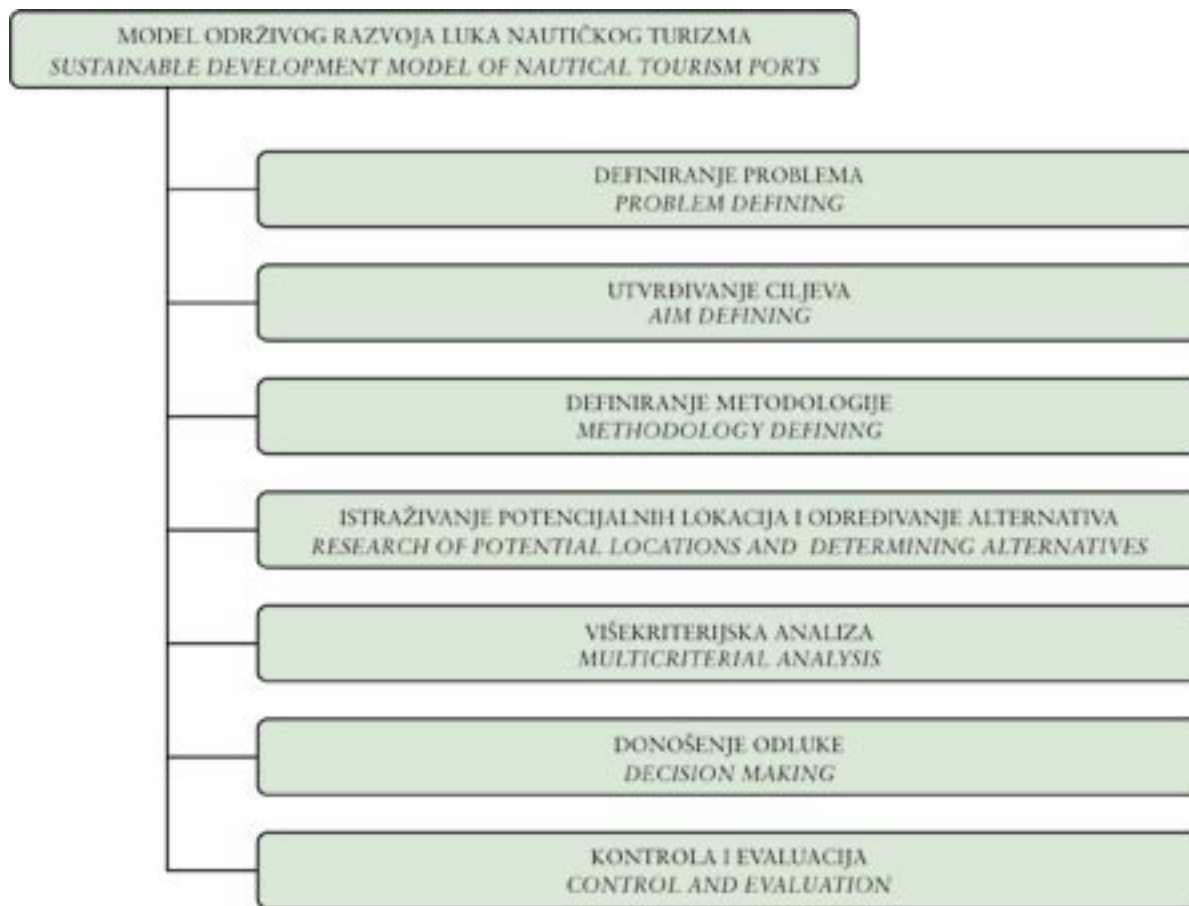 MODEL ODRŽIVOG RAZVOJA LUKA NAUTIČKOG TURIZMA
SUSTAINABLE DEVELOPMENT MODEL OF NAUTICAL TOURISM PORTS
DEFINIRANJE PROBLEMA
PROBLEM DEFINING
UTVRĐIVANJE CILJEVA
AIM DEFINING
DEFINIRANJE METODOLOGIJE
METHODOLOGY DEFINING
ISTRAŽIVANJE POTENCIJALNIH LOKACIJA I ODREĐIVANJE ALTERNATIVA
RESEARCH OF POTENTIAL LOCATIONS AND DETERMINING ALTERNATIVES
VIŠEKRITERIJSKA ANALIZA
MULTICRITERIAL ANALYSIS
DONOŠENJE ODLUKE
DECISION MAKING
KONTROLA I EVALUACIJA
CONTROL AND EVALUATION